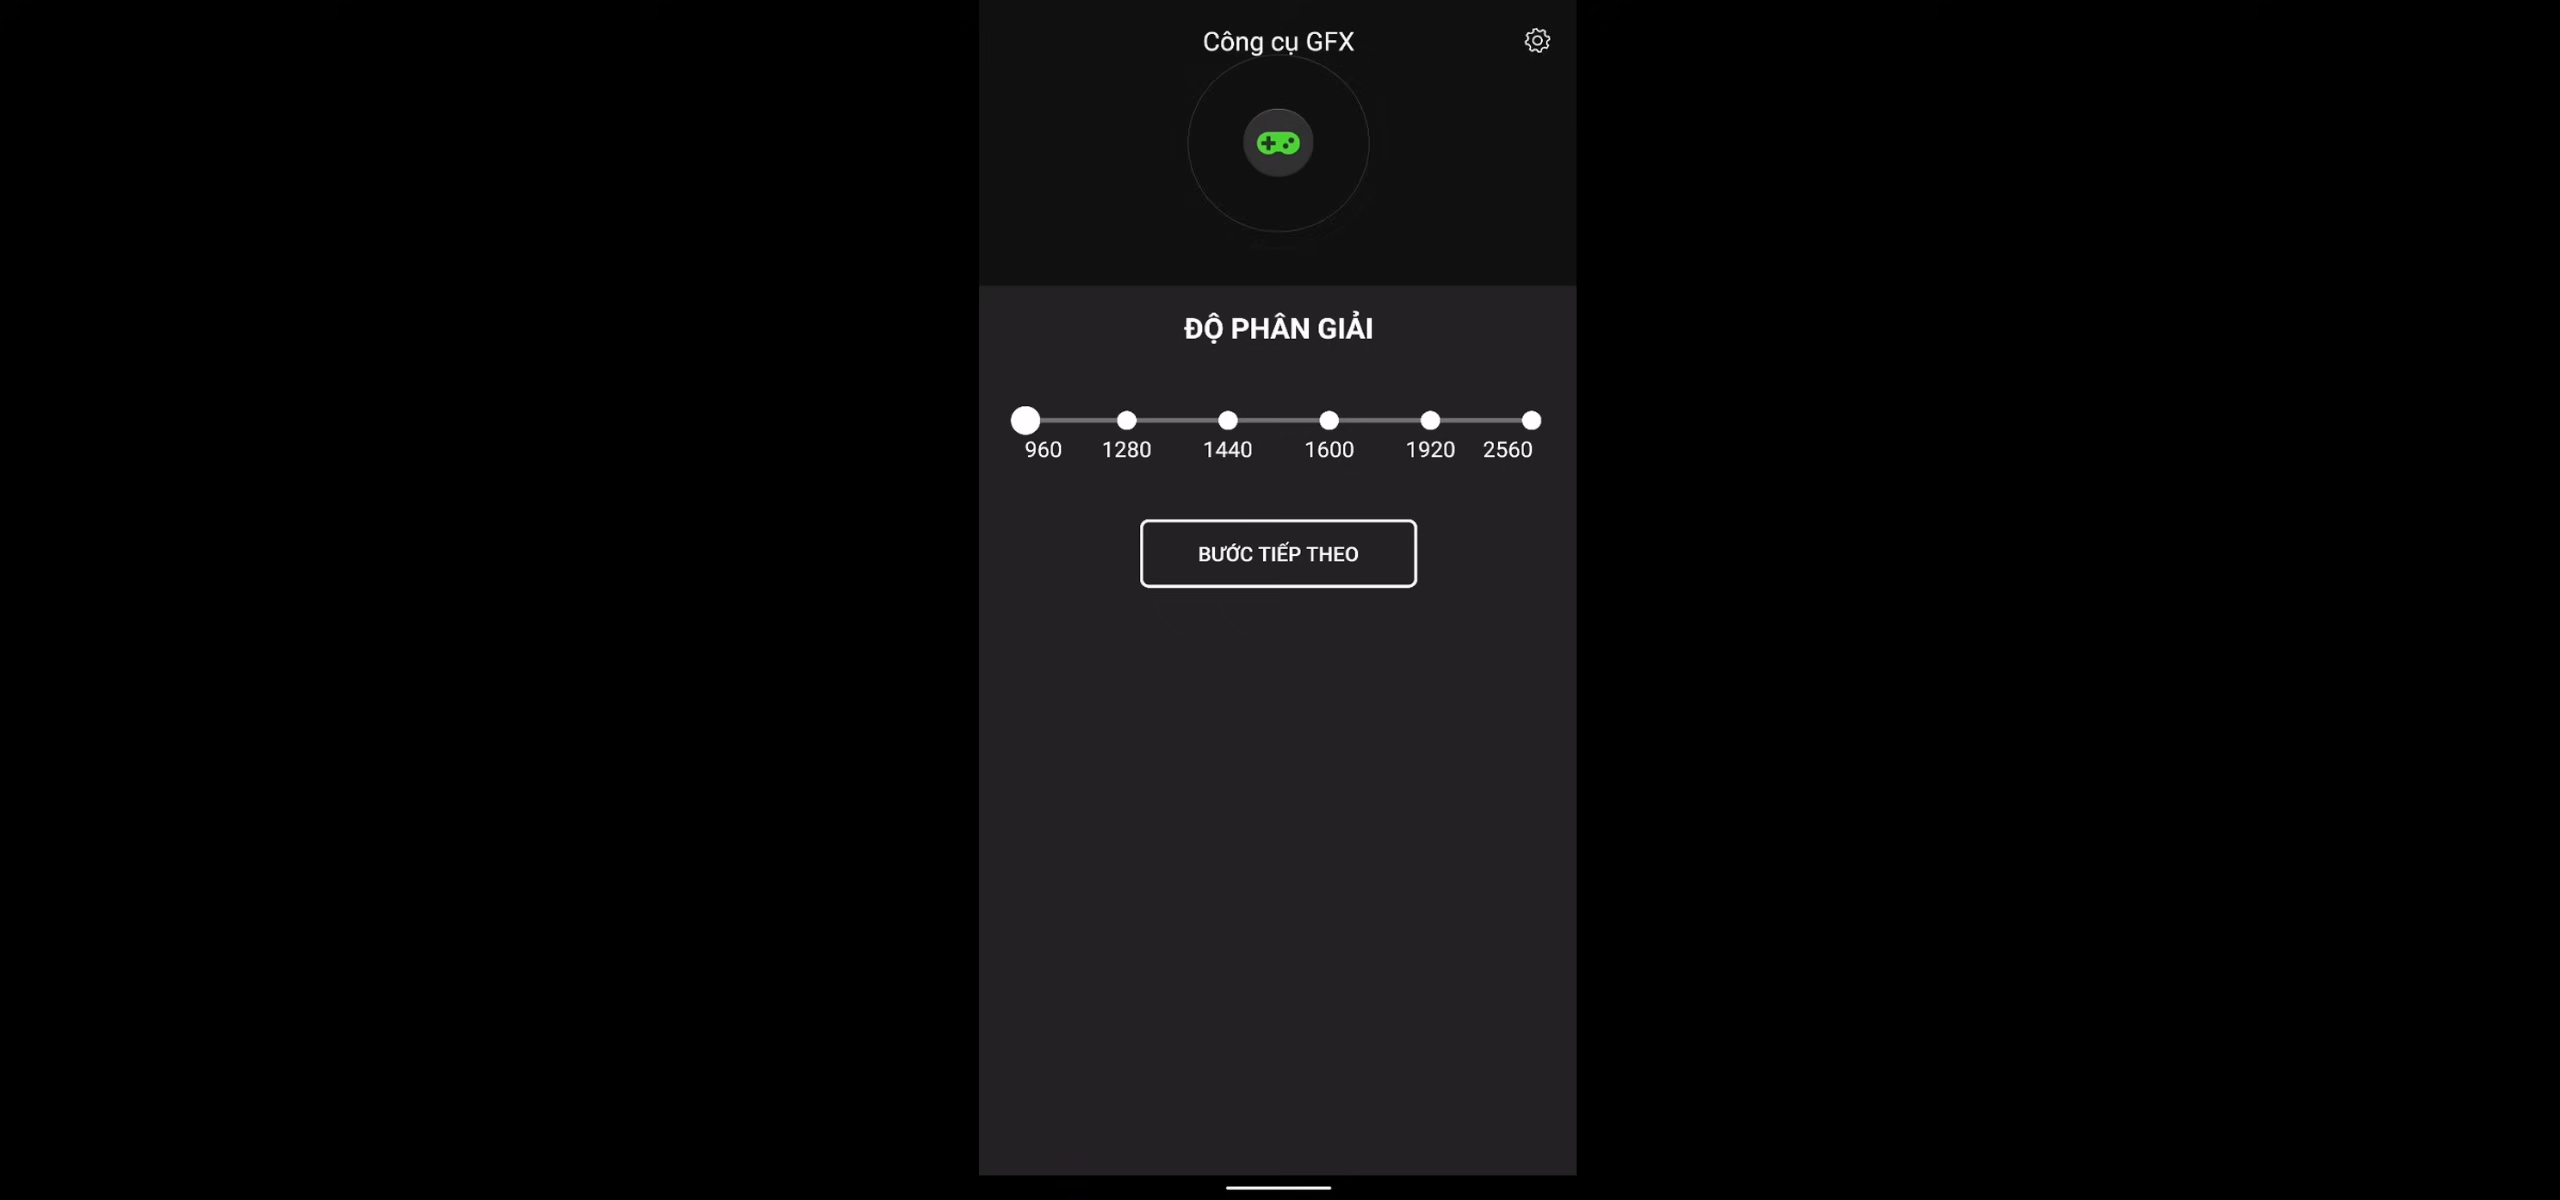 Công cụ GFX
ĐỘ PHÂN GIẢI
960 1280 1440 1600 1920 2560
BƯỚC TIẾP THEO